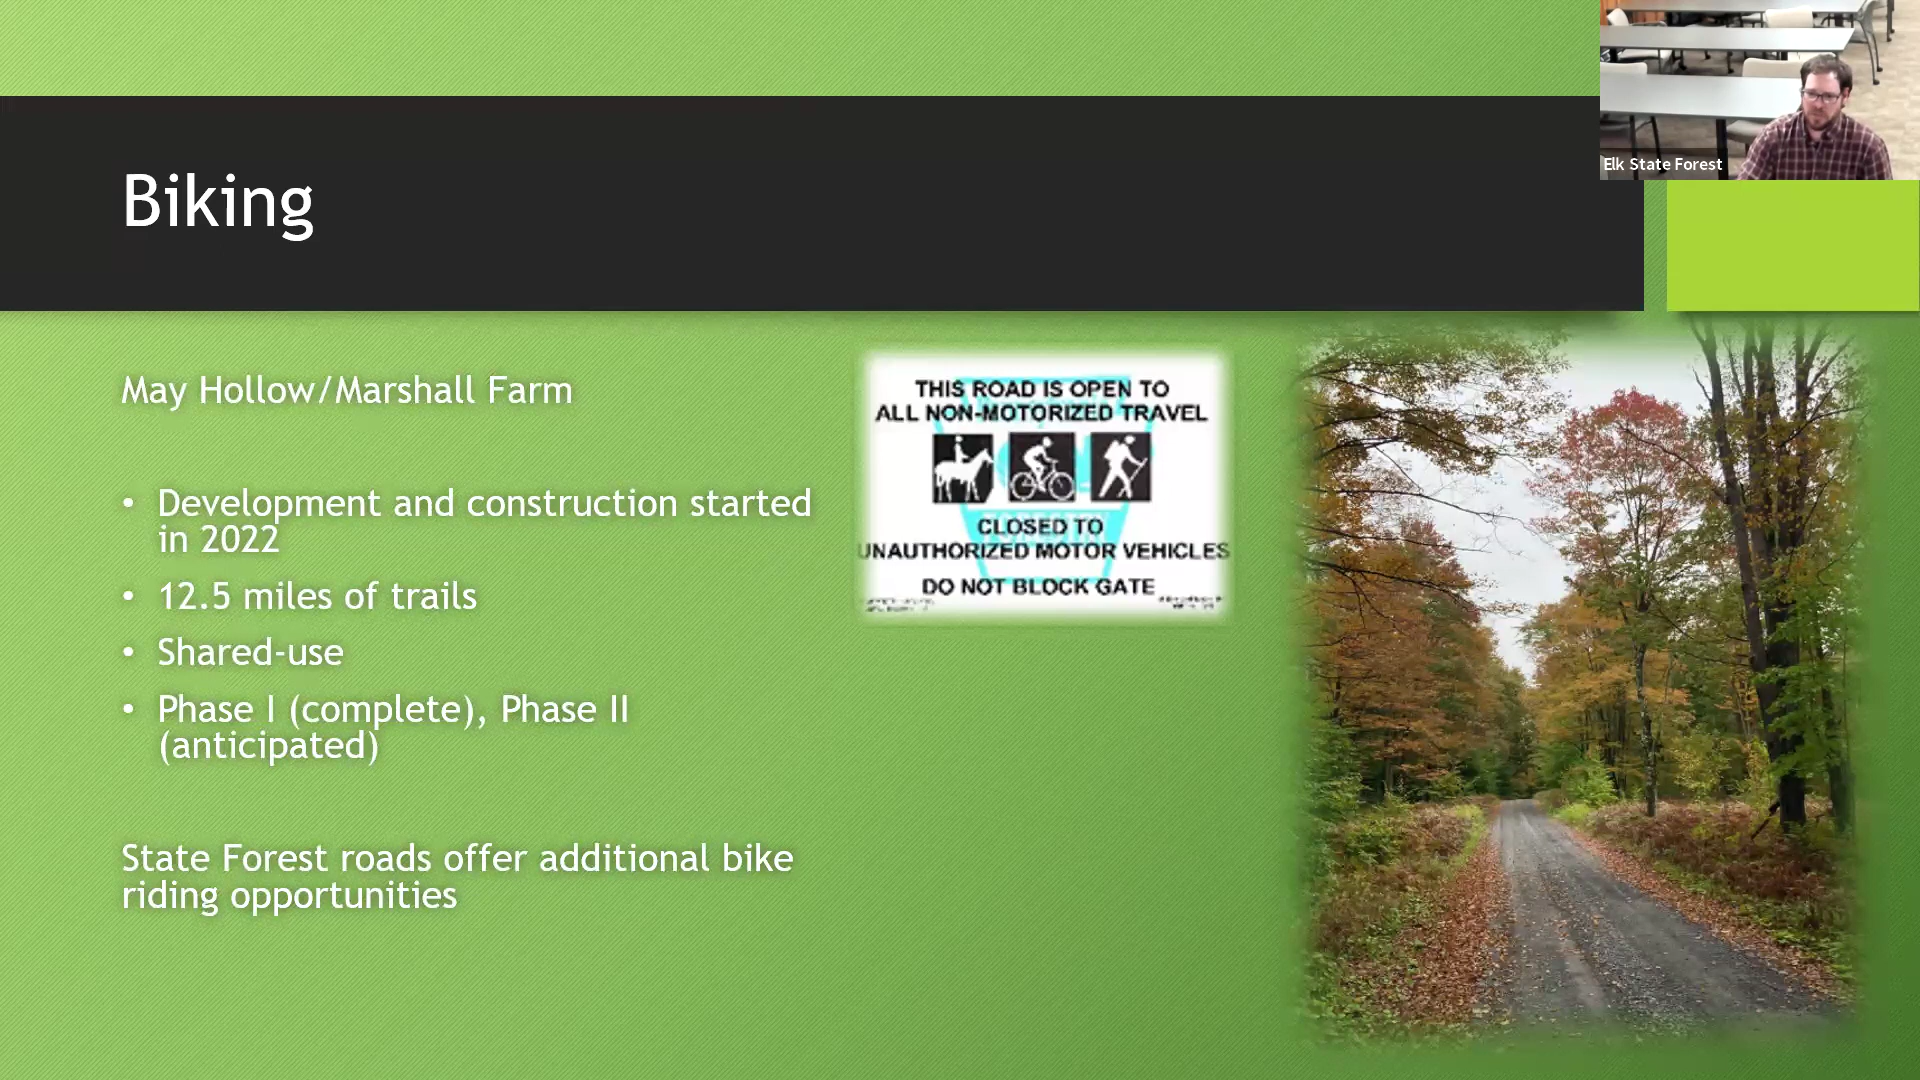 Elk State Forest
Biking
May Hollow/Marshall Farm
• Development and construction started
in 2022
• 12.5 miles of trails
• Shared-use
• Phase I (complete), Phase II
(anticipated)
State Forest roads offer additional bike
riding opportunities
THIS ROAD IS OPEN TO
ALL NON-MOTORIZED TRAVEL
FORESTRY
CLOSED TO
UNAUTHORIZED MOTOR VEHICLES
DO NOT BLOCK GATE